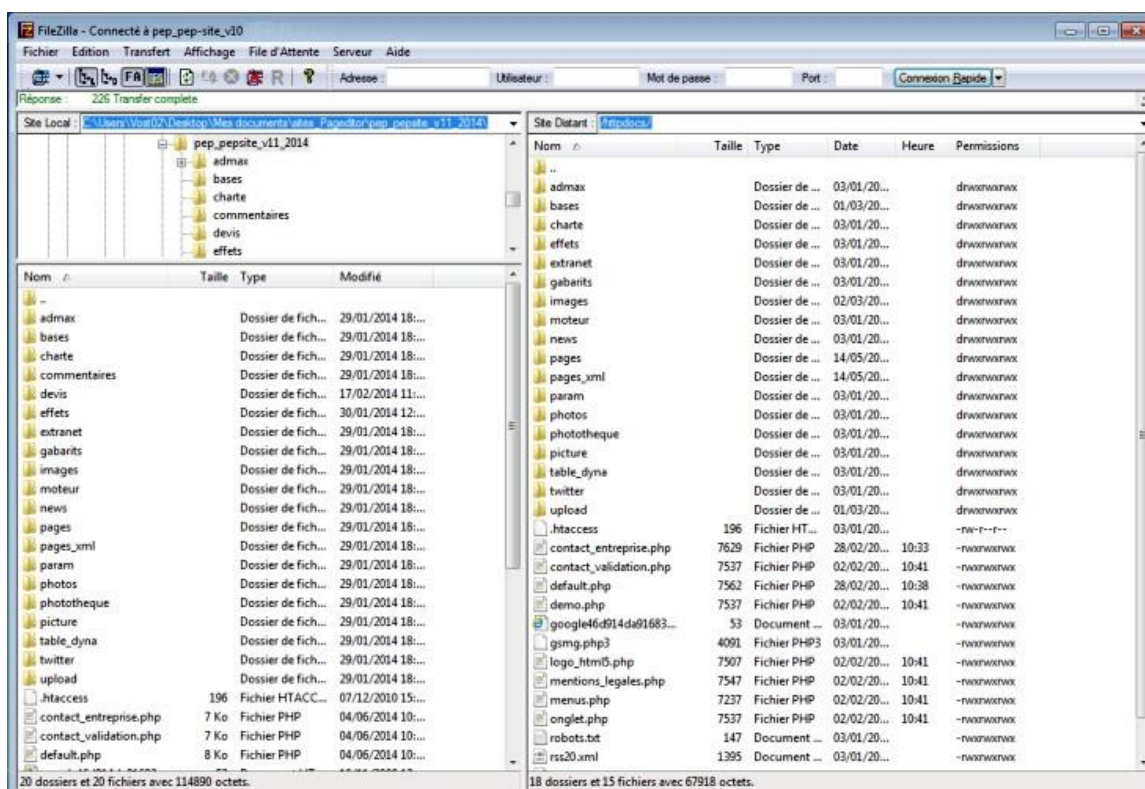 FileZilla - Connecté à pep_pep-site_v10
Fichier Edition Transfert Affichage File d'Attente Serveur Aide
Adresse : Utilisateur : Mot de passe : Port : Connexion Rapide
Réponse : 226 Transfer complete
Site Local : C:\Users\Vost02\Desktop\Mes documents\sites_Pageditor\pep_pepsite_v11_2014\
pep_pepsite_v11_2014
admax
bases
charte
commentaires
devis
effets
Nom Taille Type Modifié
..
admax Dossier de fich... 29/01/2014 18:...
bases Dossier de fich... 29/01/2014 18:...
charte Dossier de fich... 29/01/2014 18:...
commentaires Dossier de fich... 29/01/2014 18:...
devis Dossier de fich... 17/02/2014 11:...
effets Dossier de fich... 30/01/2014 12:...
extranet Dossier de fich... 29/01/2014 18:...
gabarits Dossier de fich... 29/01/2014 18:...
images Dossier de fich... 29/01/2014 18:...
moteur Dossier de fich... 29/01/2014 18:...
news Dossier de fich... 29/01/2014 18:...
pages Dossier de fich... 29/01/2014 18:...
pages_xml Dossier de fich... 29/01/2014 18:...
param Dossier de fich... 29/01/2014 18:...
photos Dossier de fich... 29/01/2014 18:...
phototheque Dossier de fich... 29/01/2014 18:...
picture Dossier de fich... 29/01/2014 18:...
table_dyna Dossier de fich... 29/01/2014 18:...
twitter Dossier de fich... 29/01/2014 18:...
upload Dossier de fich... 29/01/2014 18:...
.htaccess 196 Fichier HTACC... 07/12/2010 15:...
contact_entreprise.php 7 Ko Fichier PHP 04/06/2014 10:...
contact_validation.php 7 Ko Fichier PHP 04/06/2014 10:...
default.php 8 Ko Fichier PHP 04/06/2014 10:...
20 dossiers et 20 fichiers avec 114890 octets.
Site Distant : /httpdocs/
Nom Taille Type Date Heure Permissions
..
admax Dossier de ... 03/01/20... drwxrwxrwx
bases Dossier de ... 01/03/20... drwxrwxrwx
charte Dossier de ... 03/01/20... drwxrwxrwx
effets Dossier de ... 03/01/20... drwxrwxrwx
extranet Dossier de ... 03/01/20... drwxrwxrwx
gabarits Dossier de ... 03/01/20... drwxrwxrwx
images Dossier de ... 02/03/20... drwxrwxrwx
moteur Dossier de ... 03/01/20... drwxrwxrwx
news Dossier de ... 03/01/20... drwxrwxrwx
pages Dossier de ... 14/05/20... drwxrwxrwx
pages_xml Dossier de ... 14/05/20... drwxrwxrwx
param Dossier de ... 03/01/20... drwxrwxrwx
photos Dossier de ... 03/01/20... drwxrwxrwx
phototheque Dossier de ... 03/01/20... drwxrwxrwx
picture Dossier de ... 03/01/20... drwxrwxrwx
table_dyna Dossier de ... 03/01/20... drwxrwxrwx
twitter Dossier de ... 03/01/20... drwxrwxrwx
upload Dossier de ... 01/03/20... drwxrwxrwx
.htaccess 196 Fichier HT... 03/01/20... -rw-r--r--
contact_entreprise.php 7629 Fichier PHP 28/02/20... 10:33 -rwxrwxrwx
contact_validation.php 7537 Fichier PHP 02/02/20... 10:41 -rwxrwxrwx
default.php 7562 Fichier PHP 28/02/20... 10:38 -rwxrwxrwx
demo.php 7537 Fichier PHP 02/02/20... 10:41 -rwxrwxrwx
google46d914da91683... 53 Document ... 03/01/20... -rwxrwxrwx
gsmg.php3 4091 Fichier PHP3 03/01/20... -rwxrwxrwx
logo_html5.php 7507 Fichier PHP 02/02/20... 10:41 -rwxrwxrwx
mentions_legales.php 7547 Fichier PHP 02/02/20... 10:41 -rwxrwxrwx
menus.php 7237 Fichier PHP 02/02/20... 10:41 -rwxrwxrwx
onglet.php 7537 Fichier PHP 02/02/20... 10:41 -rwxrwxrwx
robots.txt 147 Document ... 03/01/20... -rwxrwxrwx
rss20.xml 1395 Document ... 03/01/20... -rwxrwxrwx
18 dossiers et 15 fichiers avec 67918 octets.